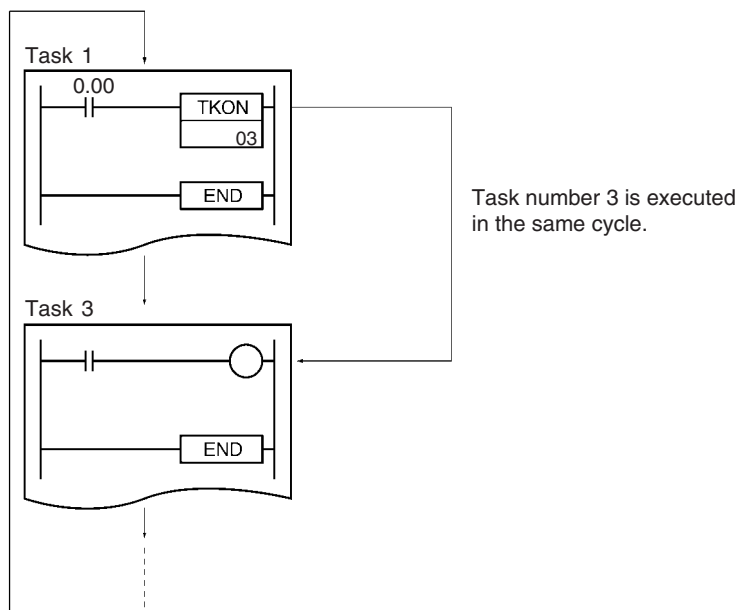 Task 1
0.00
TKON
03
END
Task number 3 is executed
in the same cycle.
Task 3
END